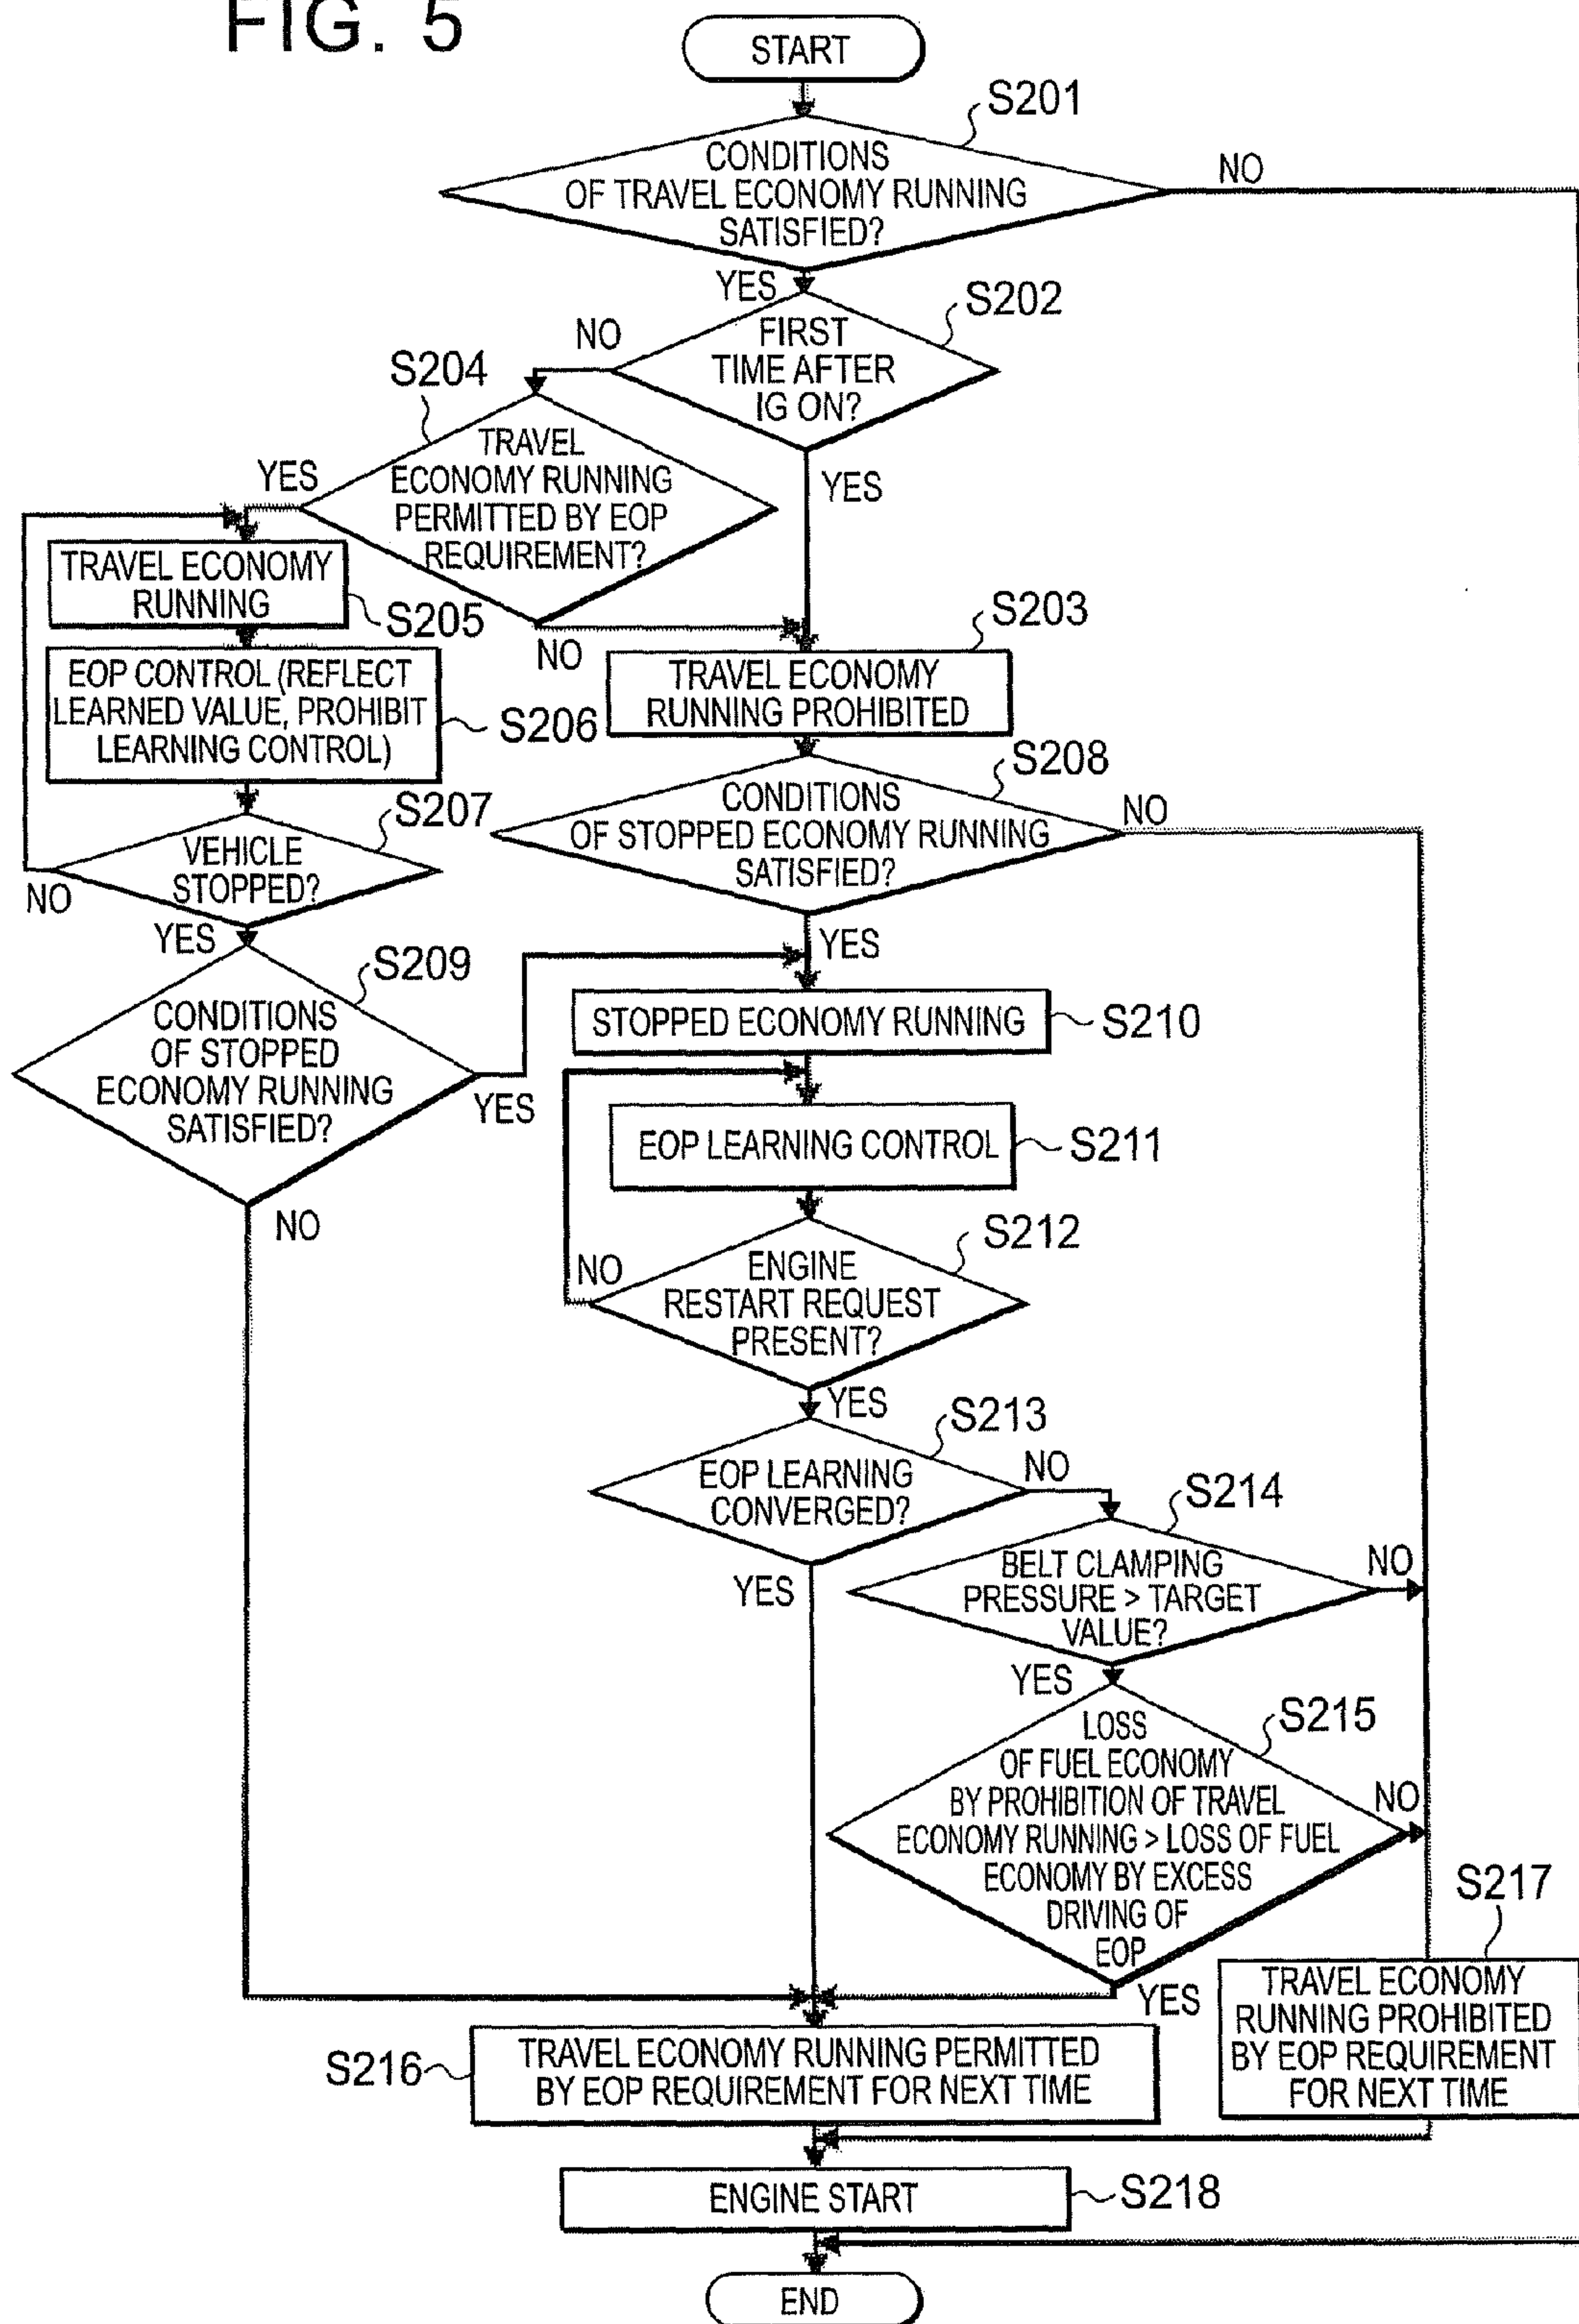 FIG. 5
START
S201
CONDITIONS
OF TRAVEL ECONOMY RUNNING
SATISFIED?
NO
YES
S202
FIRST
TIME AFTER
IG ON?
NO
YES
S204
TRAVEL
ECONOMY RUNNING
PERMITTED BY EOP
REQUIREMENT?
YES
NO
TRAVEL ECONOMY
RUNNING
S205
S203
TRAVEL ECONOMY
RUNNING PROHIBITED
EOP CONTROL (REFLECT
LEARNED VALUE, PROHIBIT
LEARNING CONTROL)
S206
S207
VEHICLE
STOPPED?
NO
YES
S208
CONDITIONS
OF STOPPED ECONOMY RUNNING
SATISFIED?
NO
YES
S209
CONDITIONS
OF STOPPED
ECONOMY RUNNING
SATISFIED?
YES
NO
STOPPED ECONOMY RUNNING
S210
EOP LEARNING CONTROL
S211
S212
ENGINE
RESTART REQUEST
PRESENT?
NO
YES
S213
EOP LEARNING
CONVERGED?
NO
YES
S214
BELT CLAMPING
PRESSURE > TARGET
VALUE?
NO
YES
S215
LOSS
OF FUEL ECONOMY
BY PROHIBITION OF TRAVEL
ECONOMY RUNNING > LOSS OF FUEL
ECONOMY BY EXCESS
DRIVING OF
EOP
NO
YES
S217
TRAVEL ECONOMY
RUNNING PROHIBITED
BY EOP REQUIREMENT
FOR NEXT TIME
S216
TRAVEL ECONOMY RUNNING PERMITTED
BY EOP REQUIREMENT FOR NEXT TIME
ENGINE START
S218
END